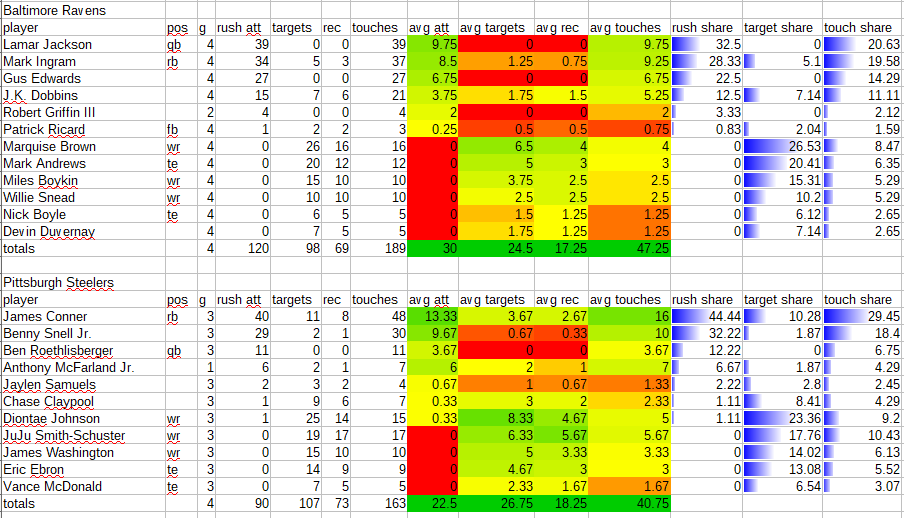 Baltimore Ravens
player pos g rush att targets rec touches avg att avg targets avg rec avg touches rush share target share touch share
Lamar Jackson qb 4 39 0 0 39 9.75 0 0 9.75 32.5 0 20.63
Mark Ingram rb 4 34 5 3 37 8.5 1.25 0.75 9.25 28.33 5.1 19.58
Gus Edwards 4 27 0 0 27 6.75 0 0 6.75 22.5 0 14.29
J.K. Dobbins 4 15 7 6 21 3.75 1.75 1.5 5.25 12.5 7.14 11.11
Robert Griffin III 2 4 0 0 4 2 0 0 2 3.33 0 2.12
Patrick Ricard fb 4 1 2 2 3 0.25 0.5 0.5 0.75 0.83 2.04 1.59
Marquise Brown wr 4 0 26 16 16 0 6.5 4 4 0 26.53 8.47
Mark Andrews te 4 0 20 12 12 0 5 3 3 0 20.41 6.35
Miles Boykin wr 4 0 15 10 10 0 3.75 2.5 2.5 0 15.31 5.29
Willie Snead wr 4 0 10 10 10 0 2.5 2.5 2.5 0 10.2 5.29
Nick Boyle te 4 0 6 5 5 0 1.5 1.25 1.25 0 6.12 2.65
Devin Duvernay 4 0 7 5 5 0 1.75 1.25 1.25 0 7.14 2.65
totals 4 120 98 69 189 30 24.5 17.25 47.25
Pittsburgh Steelers
player pos g rush att targets rec touches avg att avg targets avg rec avg touches rush share target share touch share
James Conner rb 3 40 11 8 48 13.33 3.67 2.67 16 44.44 10.28 29.45
Benny Snell Jr. 3 29 2 1 30 9.67 0.67 0.33 10 32.22 1.87 18.4
Ben Roethlisberger qb 3 11 0 0 11 3.67 0 0 3.67 12.22 0 6.75
Anthony McFarland Jr. 1 6 2 1 7 6 2 1 7 6.67 1.87 4.29
Jaylen Samuels 3 2 3 2 4 0.67 1 0.67 1.33 2.22 2.8 2.45
Chase Claypool 3 1 9 6 7 0.33 3 2 2.33 1.11 8.41 4.29
Diontae Johnson wr 3 1 25 14 15 0.33 8.33 4.67 5 1.11 23.36 9.2
JuJu Smith-Schuster wr 3 0 19 17 17 0 6.33 5.67 5.67 0 17.76 10.43
James Washington wr 3 0 15 10 10 0 5 3.33 3.33 0 14.02 6.13
Eric Ebron te 3 0 14 9 9 0 4.67 3 3 0 13.08 5.52
Vance McDonald te 3 0 7 5 5 0 2.33 1.67 1.67 0 6.54 3.07
totals 4 90 107 73 163 22.5 26.75 18.25 40.75